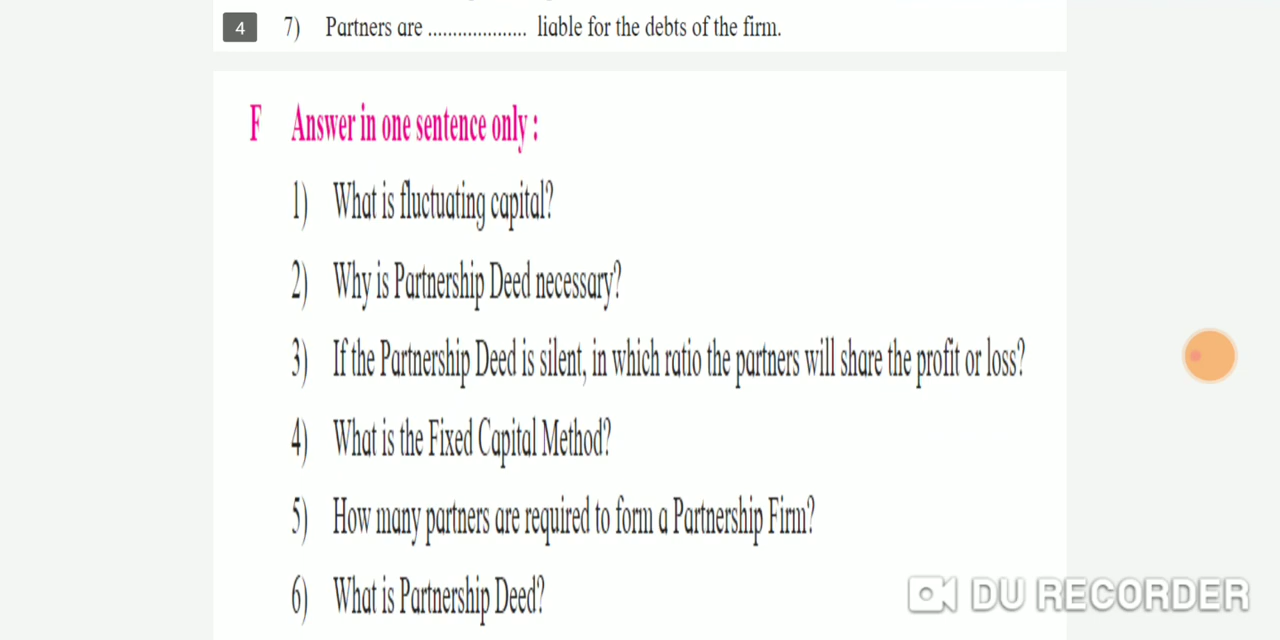 4 7) Partners are .................... liable for the debts of the firm.
F Answer in one sentence only :
1) What is fluctuating capital?
2) Why is Partnership Deed necessary?
3) If the Partnership Deed is silent, in which ratio the partners will share the profit or loss?
4) What is the Fixed Capital Method?
5) How many partners are required to form a Partnership Firm?
6) What is Partnership Deed?
DU RECORDER